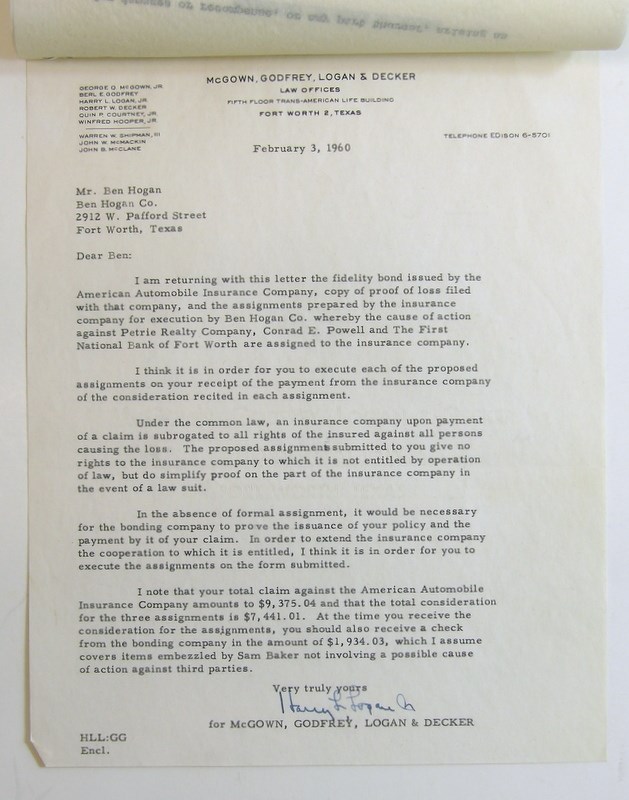 McGOWN, GODFREY, LOGAN & DECKER
LAW OFFICES
FIFTH FLOOR TRANS-AMERICAN LIFE BUILDING
FORT WORTH 2, TEXAS
GEORGE Q. McGOWN, JR.
BERL E. GODFREY
HARRY L. LOGAN, JR.
ROBERT W. DECKER
QUIN P. COURTNEY, JR.
WINFRED HOOPER, JR.
WARREN W. SHIPMAN, III
JOHN W. McMACKIN
JOHN B. McCLANE
TELEPHONE EDISON 6-5701
February 3, 1960
Mr. Ben Hogan
Ben Hogan Co.
2912 W. Pafford Street
Fort Worth, Texas
Dear Ben:
I am returning with this letter the fidelity bond issued by the
American Automobile Insurance Company, copy of proof of loss filed
with that company, and the assignments prepared by the insurance
company for execution by Ben Hogan Co. whereby the cause of action
against Petrie Realty Company, Conrad E. Powell and The First
National Bank of Fort Worth are assigned to the insurance company.
I think it is in order for you to execute each of the proposed
assignments on your receipt of the payment from the insurance company
of the consideration recited in each assignment.
Under the common law, an insurance company upon payment
of a claim is subrogated to all rights of the insured against all persons
causing the loss. The proposed assignments submitted to you give no
rights to the insurance company to which it is not entitled by operation
of law, but do simplify proof on the part of the insurance company in
the event of a law suit.
In the absence of formal assignment, it would be necessary
for the bonding company to prove the issuance of your policy and the
payment by it of your claim. In order to extend the insurance company
the cooperation to which it is entitled, I think it is in order for you to
execute the assignments on the form submitted.
I note that your total claim against the American Automobile
Insurance Company amounts to $9,375.04 and that the total consideration
for the three assignments is $7,441.01. At the time you receive the
consideration for the assignments, you should also receive a check
from the bonding company in the amount of $1,934.03, which I assume
covers items embezzled by Sam Baker not involving a possible cause
of action against third parties.
Very truly yours
Harry L. Logan Jr
for McGOWN, GODFREY, LOGAN & DECKER
HLL:GG
Encl.